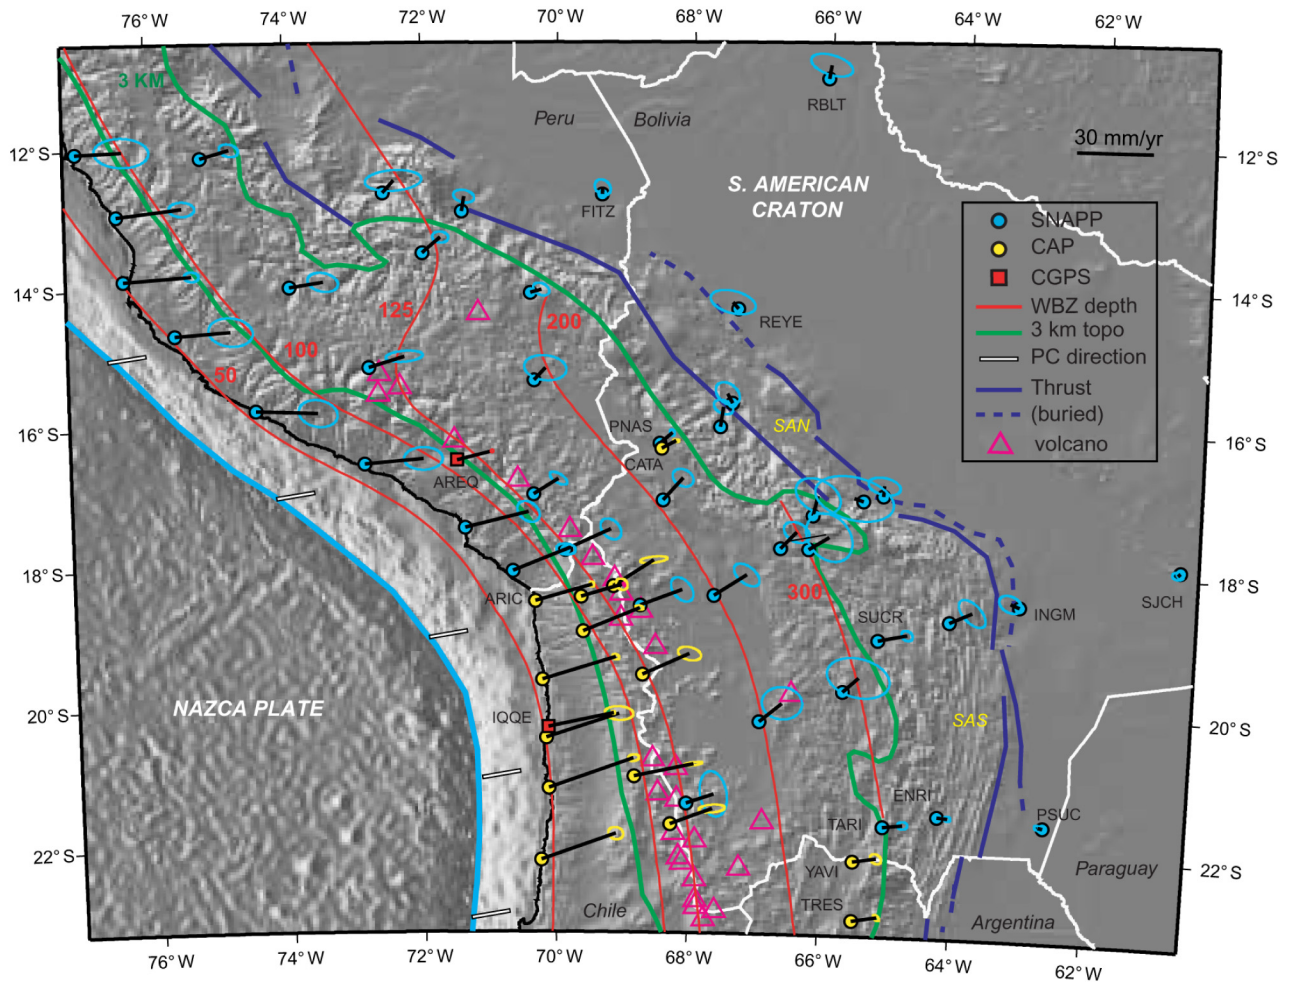 76°W 74°W 72°W 70°W 68°W 66°W 64°W 62°W
3 KM
RBLT
Peru Bolivia
30 mm/yr
12°S 12°S
S. AMERICAN
CRATON
FITZ
SNAPP
CAP
CGPS
WBZ depth
3 km topo
PC direction
Thrust
(buried)
volcano
14°S 14°S
125
200
REYE
100
50
PNAS
SAN
16°S 16°S
CATA
AREQ
18°S 18°S
ARIC
300
SJCH
SUCR
INGM
NAZCA PLATE
IQQE
20°S 20°S
SAS
ENRI
TARI
PSUC
22°S 22°S
YAVI
Paraguay
TRES
Chile
Argentina
76°W 74°W 72°W 70°W 68°W 66°W 64°W 62°W